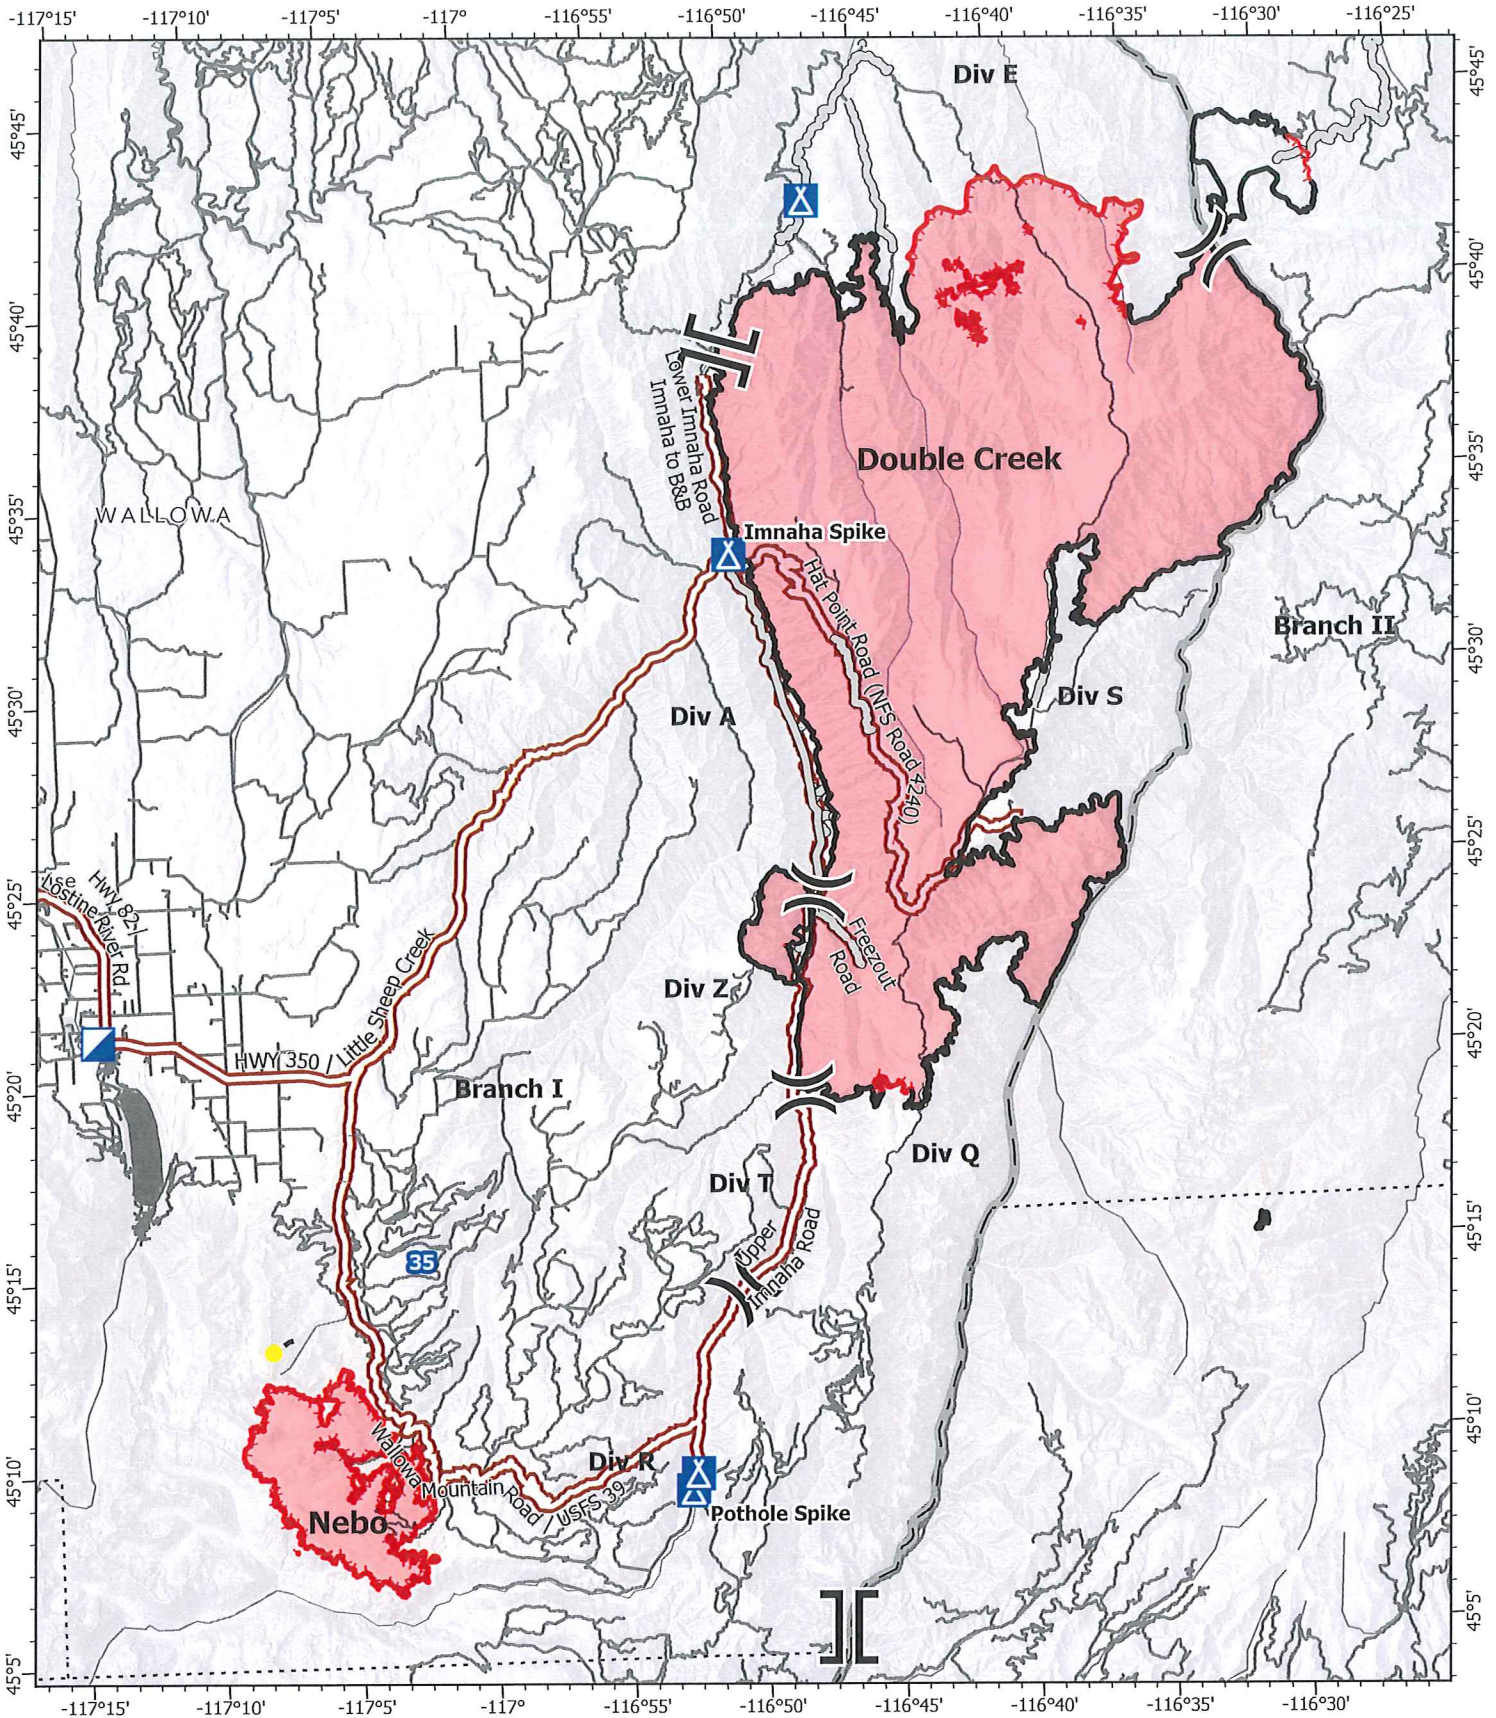 -117°15'
-117°10'
-117°5'
-117°
-116°55'
-116°50'
-116°45'
-116°40'
-116°35'
-116°30'
-116°25'
45°45'
45°45'
Div E
45°40'
45°40'
Lower Imnaha Road
Imnaha to B&B
Double Creek
45°35'
45°35'
WALLOWA
Imnaha Spike
Hat Point Road (NFS Road 4240)
Branch II
45°30'
45°30'
Div S
Div A
45°25'
45°25'
Hwy 82 /
Lostine River Rd
Freezout
Road
Div Z
HWY 350 / Little Sheep Creek
45°20'
45°20'
Branch I
Div Q
Div T
Upper
Imnaha Road
45°15'
45°15'
35
45°10'
45°10'
Wallowa
Mountain Road / USFS 39
Div R
Nebo
Pothole Spike
45°5'
45°5'
-117°15'
-117°10'
-117°5'
-117°
-116°55'
-116°50'
-116°45'
-116°40'
-116°35'
-116°30'